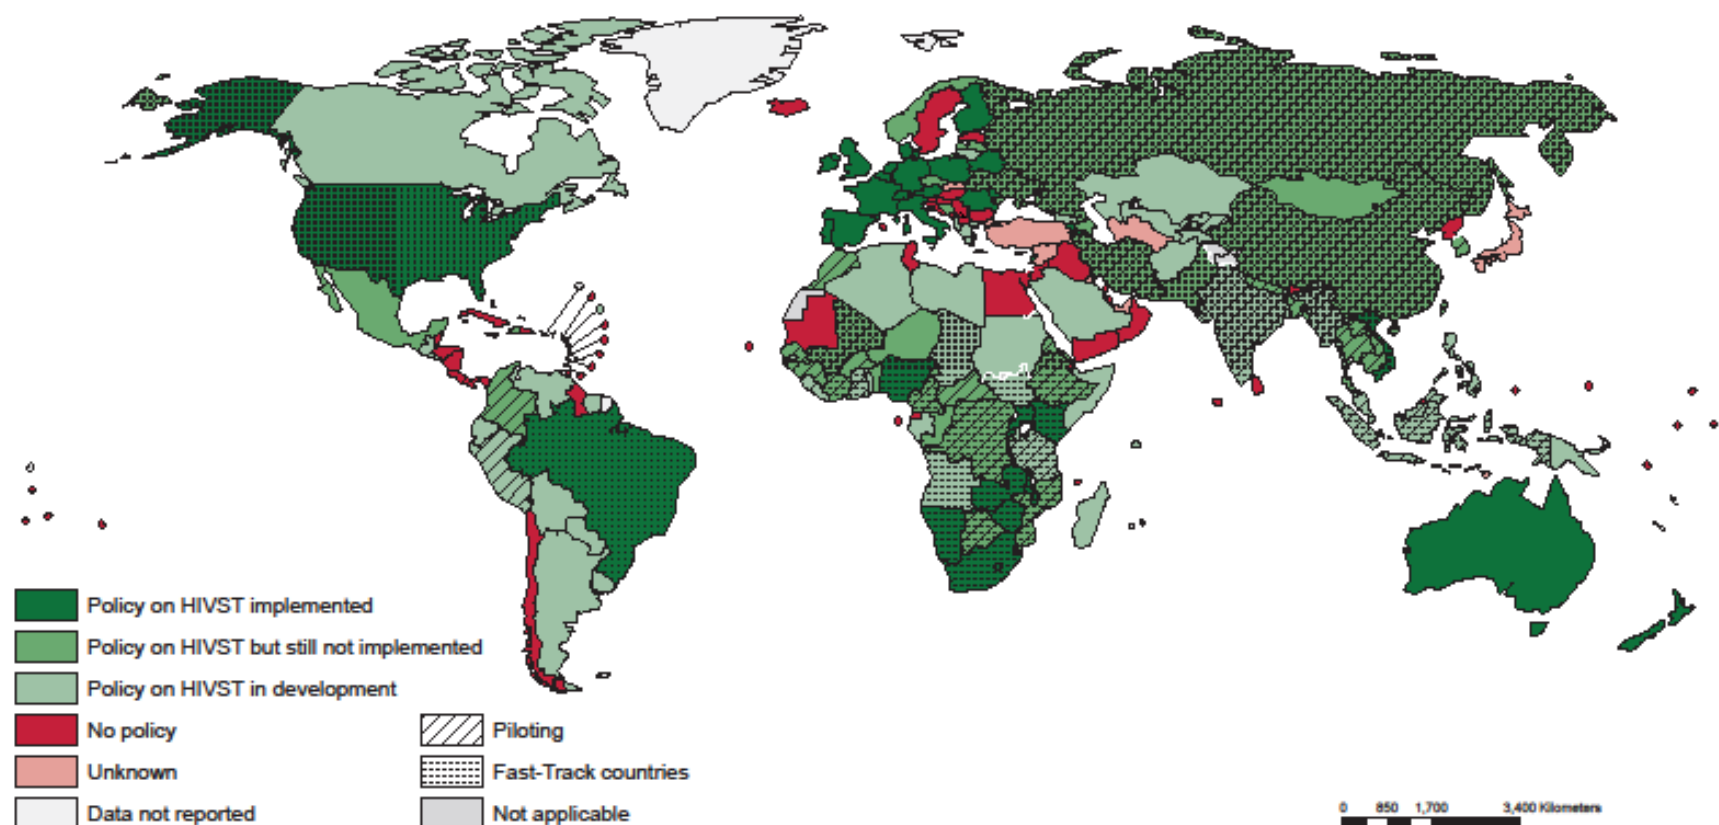 Policy on HIVST implemented
Policy on HIVST but still not implemented
Policy on HIVST in development
No policy
Unknown
Data not reported
Piloting
Fast-Track countries
Not applicable
0 850 1,700 3,400 Kilometers